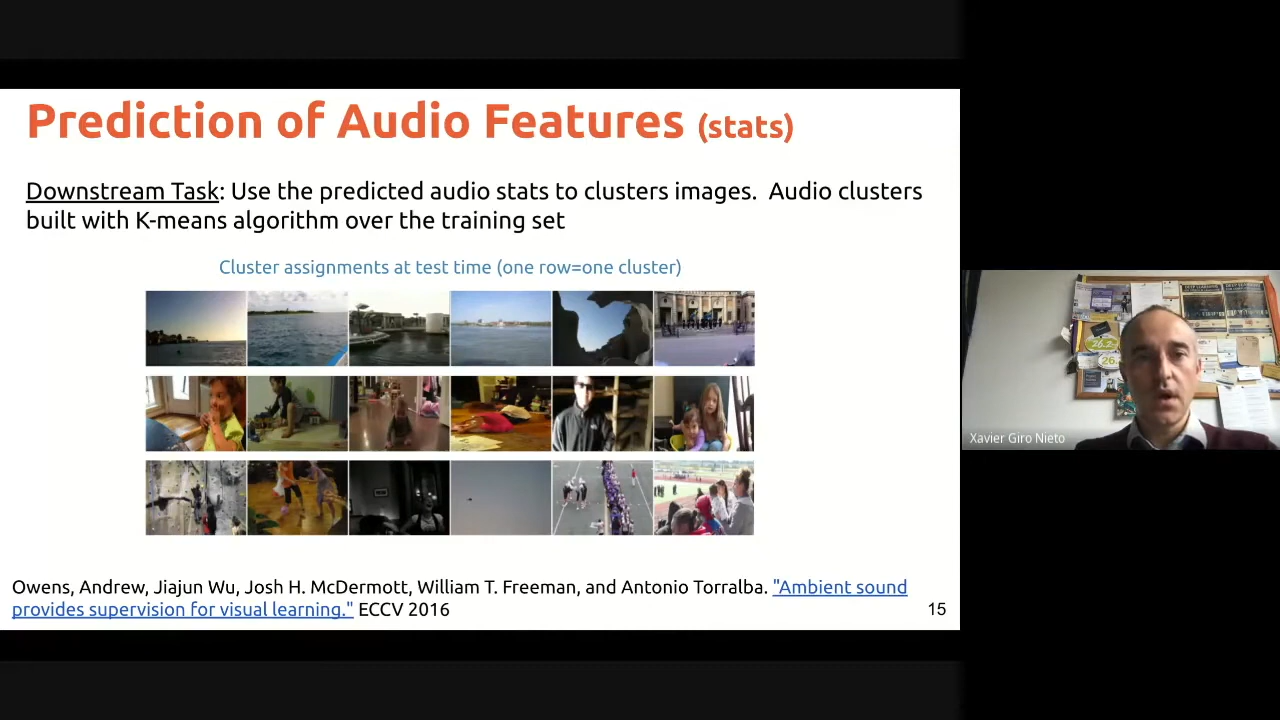 Prediction of Audio Features (stats)
Downstream Task: Use the predicted audio stats to clusters images.  Audio clusters
built with K-means algorithm over the training set
Cluster assignments at test time (one row=one cluster)
Owens, Andrew, Jiajun Wu, Josh H. McDermott, William T. Freeman, and Antonio Torralba. "Ambient sound
provides supervision for visual learning." ECCV 2016
15
Xavier Giro Nieto
26.2